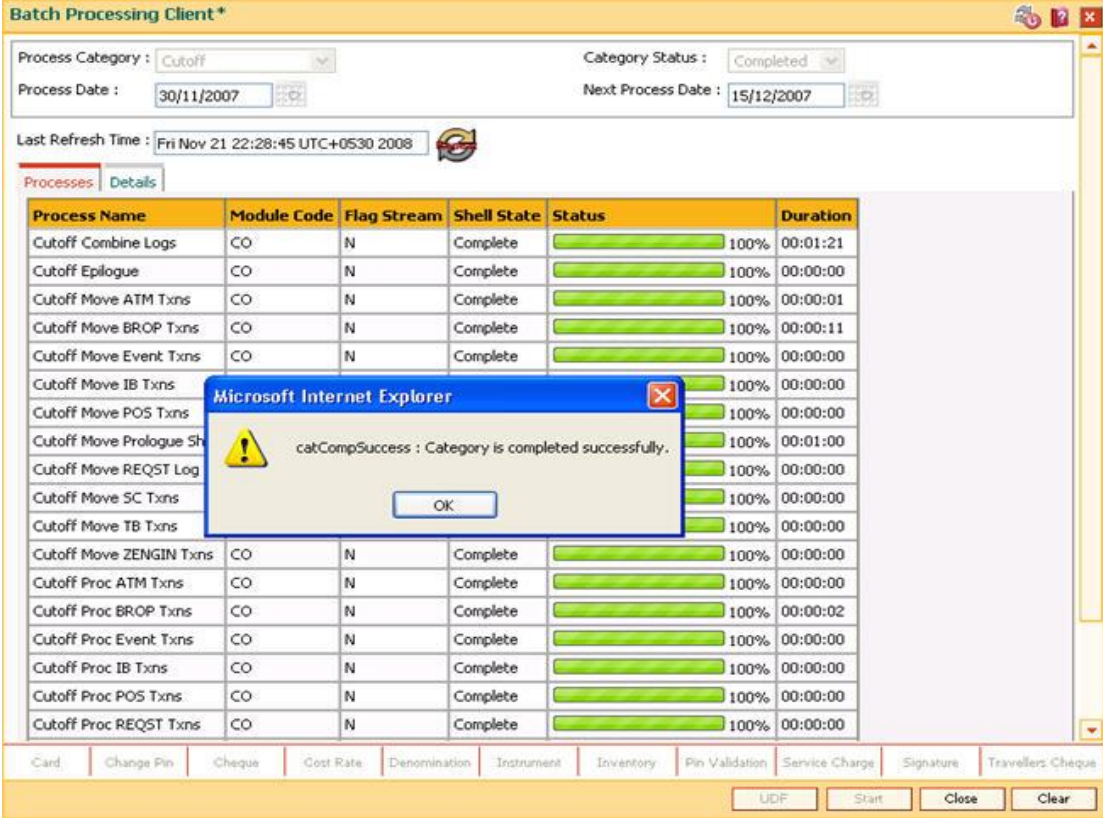 Batch Processing Client*
Process Category : Cutoff Category Status : Completed
Process Date : 30/11/2007 Next Process Date : 15/12/2007
Last Refresh Time : Fri Nov 21 22:28:45 UTC+0530 2008
Processes Details
Process Name Module Code Flag Stream Shell State Status Duration
Cutoff Combine Logs CO N Complete 100% 00:01:21
Cutoff Epilogue CO N Complete 100% 00:00:00
Cutoff Move ATM Txns CO N Complete 100% 00:00:01
Cutoff Move BROP Txns CO N Complete 100% 00:00:11
Cutoff Move Event Txns CO N Complete 100% 00:00:00
Cutoff Move IB Txns 100% 00:00:00
Cutoff Move POS Txns 100% 00:00:00
Cutoff Move Prologue Sh 100% 00:01:00
Cutoff Move REQST Log 100% 00:00:00
Cutoff Move SC Txns 100% 00:00:00
Cutoff Move TB Txns 100% 00:00:00
Microsoft Internet Explorer
catCompSuccess : Category is completed successfully.
OK
Cutoff Move ZENGIN Txns CO N Complete 100% 00:00:00
Cutoff Proc ATM Txns CO N Complete 100% 00:00:00
Cutoff Proc BROP Txns CO N Complete 100% 00:00:02
Cutoff Proc Event Txns CO N Complete 100% 00:00:00
Cutoff Proc IB Txns CO N Complete 100% 00:00:00
Cutoff Proc POS Txns CO N Complete 100% 00:00:00
Cutoff Proc REQST Txns CO N Complete 100% 00:00:00
Card Change Pin Cheque Cost Rate Denomination Instrument Inventory Pin Validation Service Charge Signature Travellers Cheque
UDF Start Close Clear